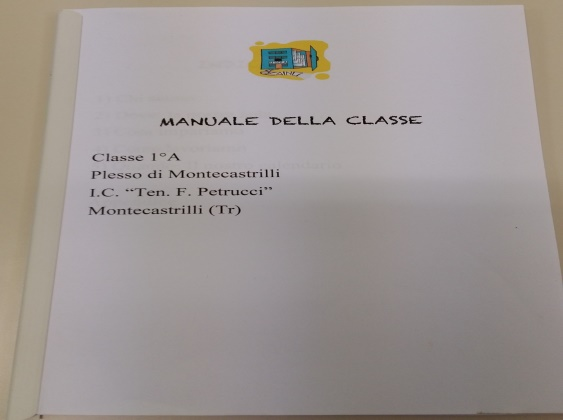 MANUALE DELLA CLASSE
Classe 1°A
Plesso di Montecastrilli
I.C. “Ten. F. Petrucci”
Montecastrilli (Tr)